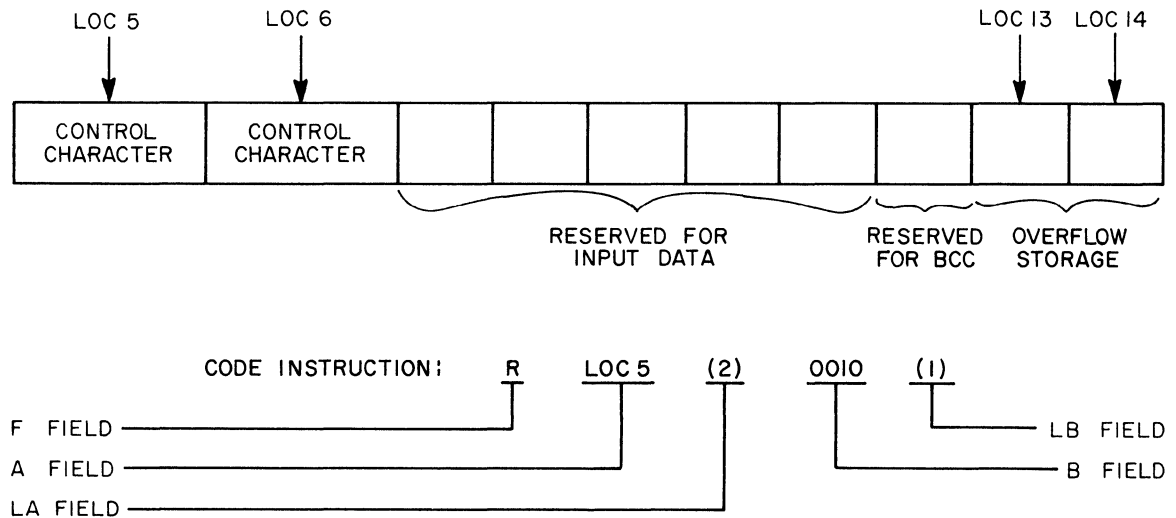 LOC 5 LOC 6 LOC 13 LOC 14
CONTROL CHARACTER
CONTROL CHARACTER
RESERVED FOR
INPUT DATA
RESERVED
FOR BCC
OVERFLOW
STORAGE
CODE INSTRUCTION: R LOC 5 (2) 0010 (1)
F FIELD
LB FIELD
A FIELD
B FIELD
LA FIELD